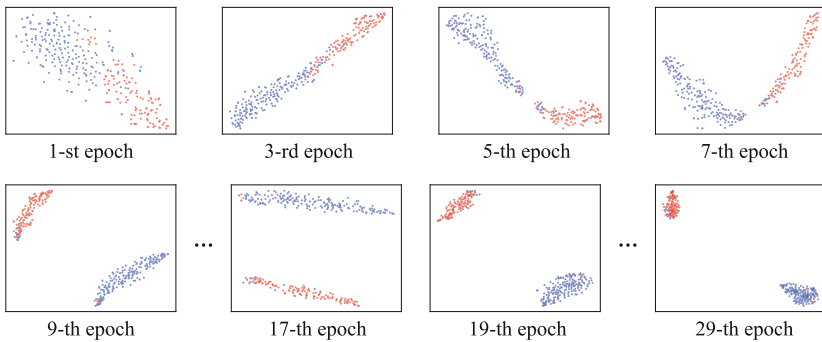 1-st epoch
3-rd epoch
5-th epoch
7-th epoch
...
...
9-th epoch
17-th epoch
19-th epoch
29-th epoch